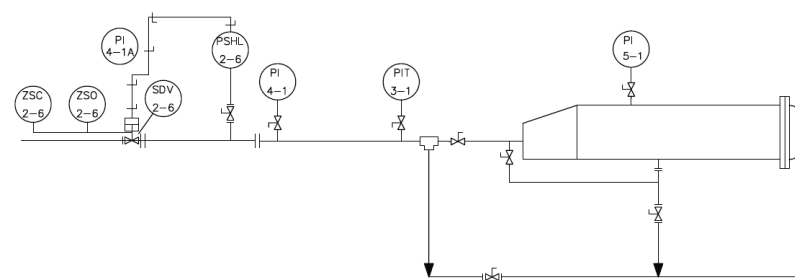 PI
4-1A
PSHL
2-6
PI
5-1
ZSC
2-6
ZSO
2-6
SDV
2-6
PI
4-1
PIT
3-1